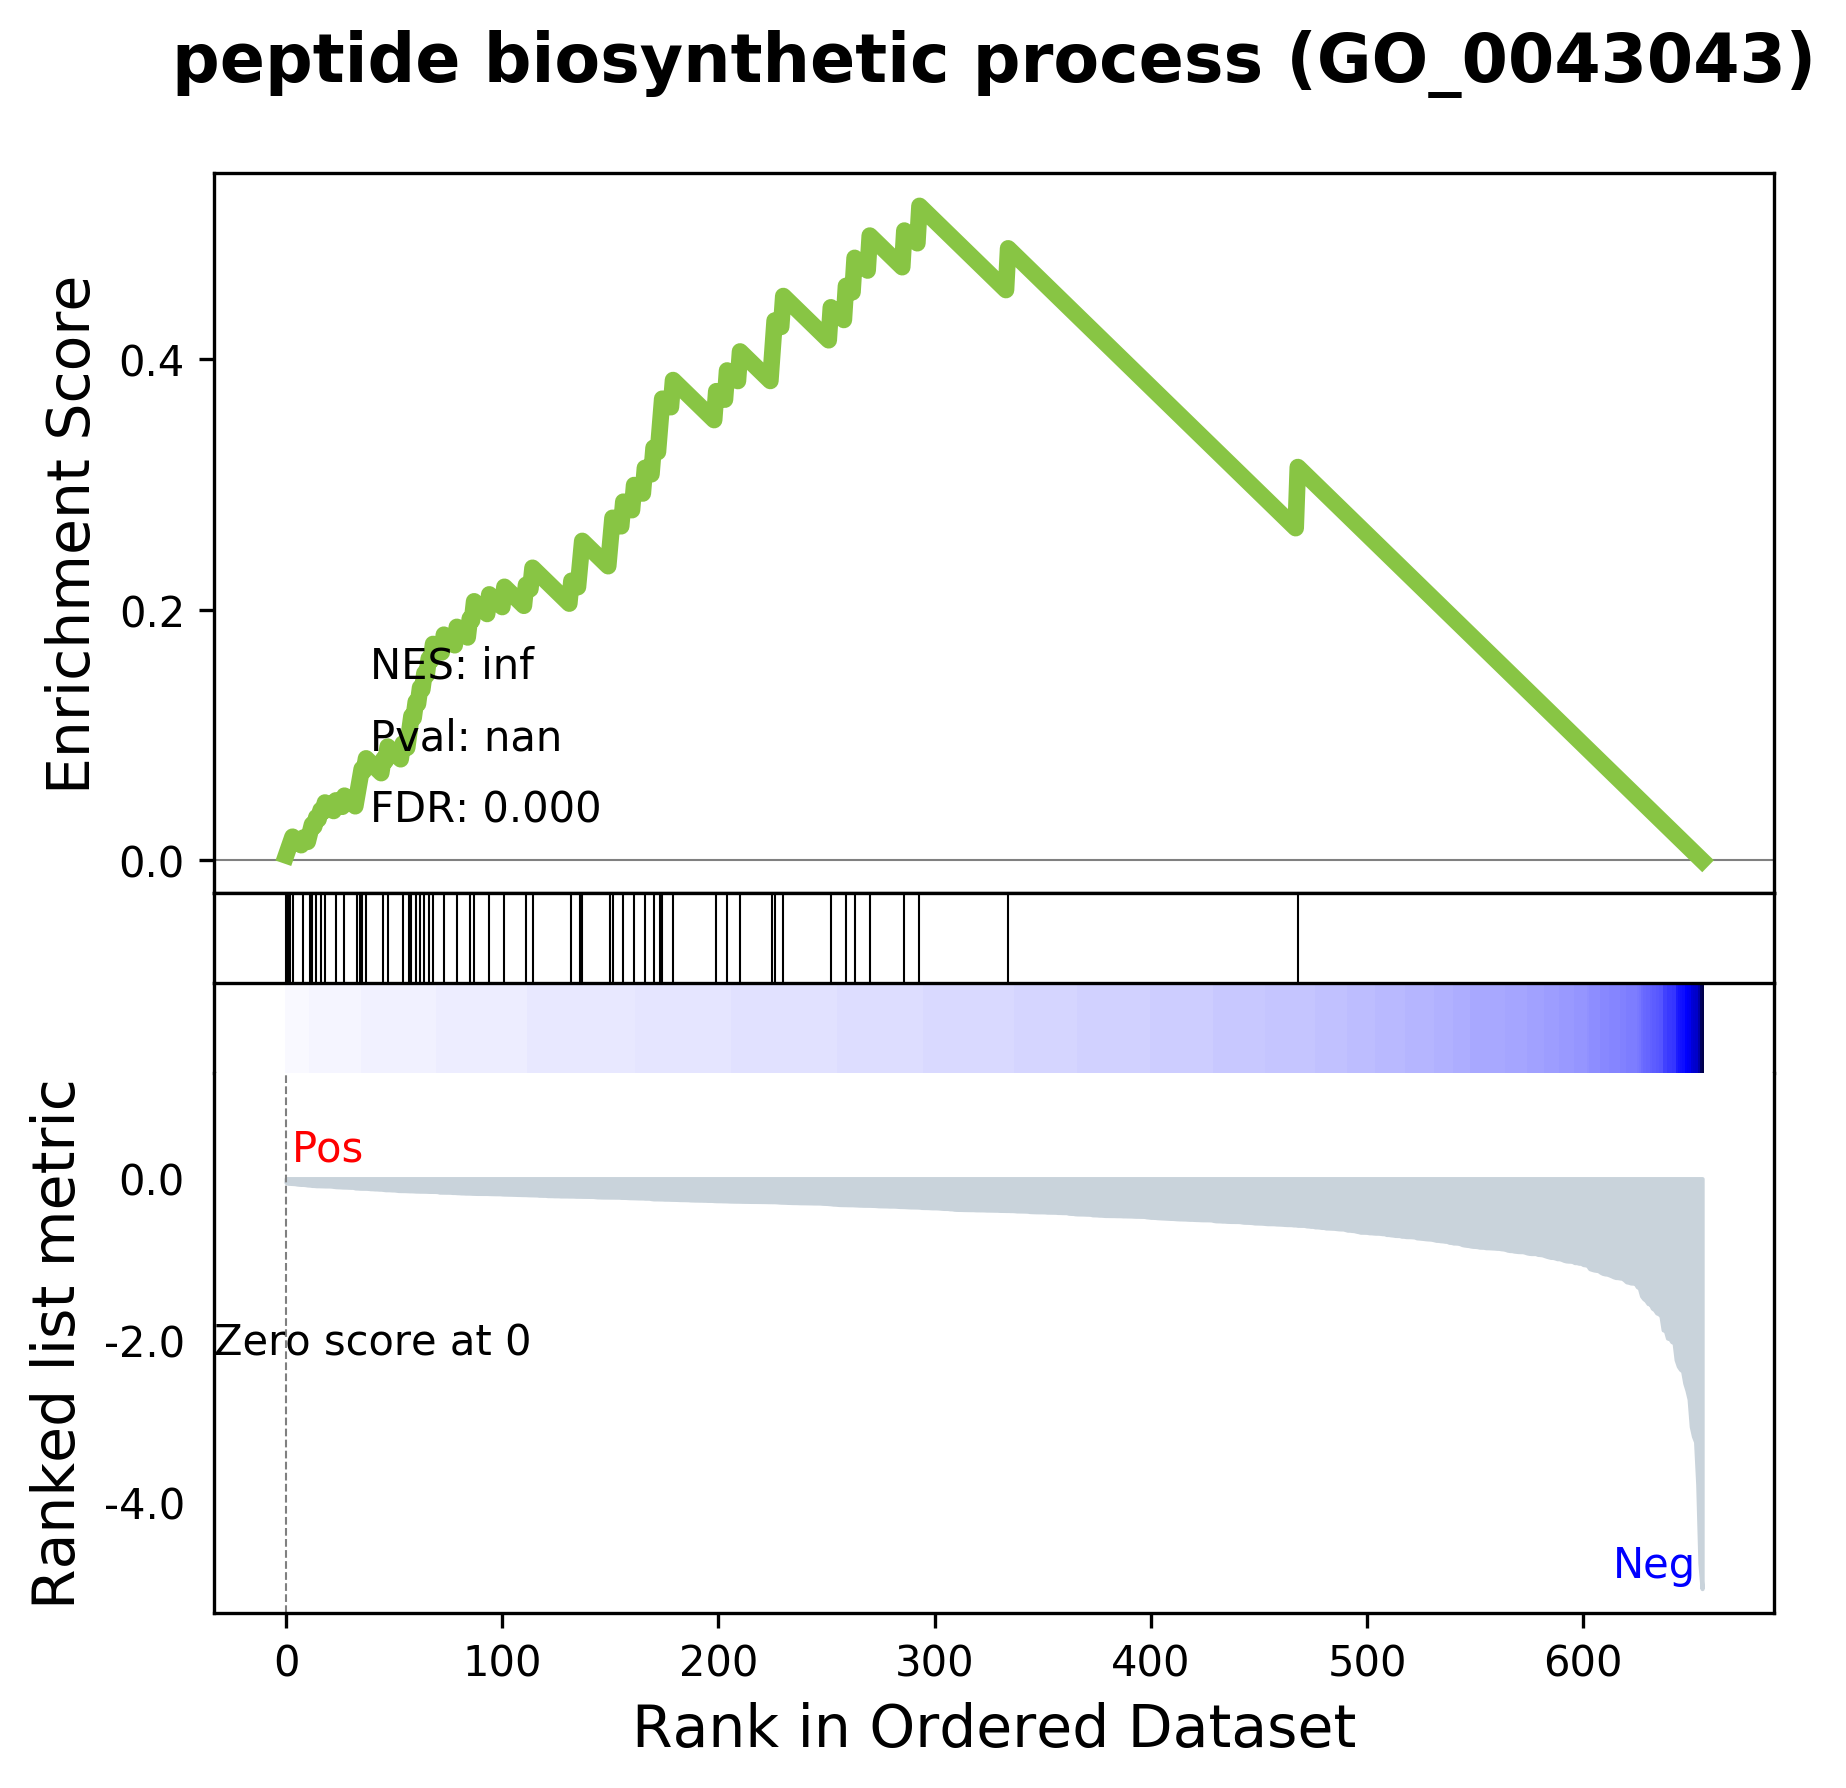 peptide biosynthetic process (GO_0043043)
Enrichment Score
0.4
0.2
0.0
NES: inf
Pval: nan
FDR: 0.000
Ranked list metric
Pos
0.0
-2.0
-4.0
Zero score at 0
Neg
0 100 200 300 400 500 600
Rank in Ordered Dataset